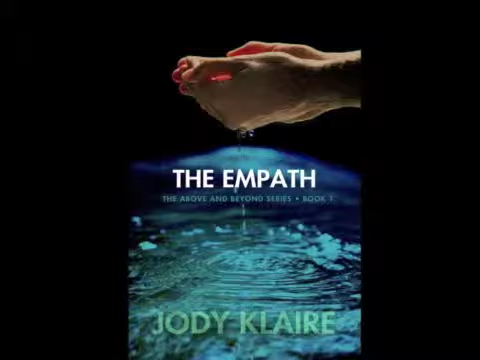 THE EMPATH
THE ABOVE AND BEYOND SERIES • BOOK 1
JODY KLAIRE